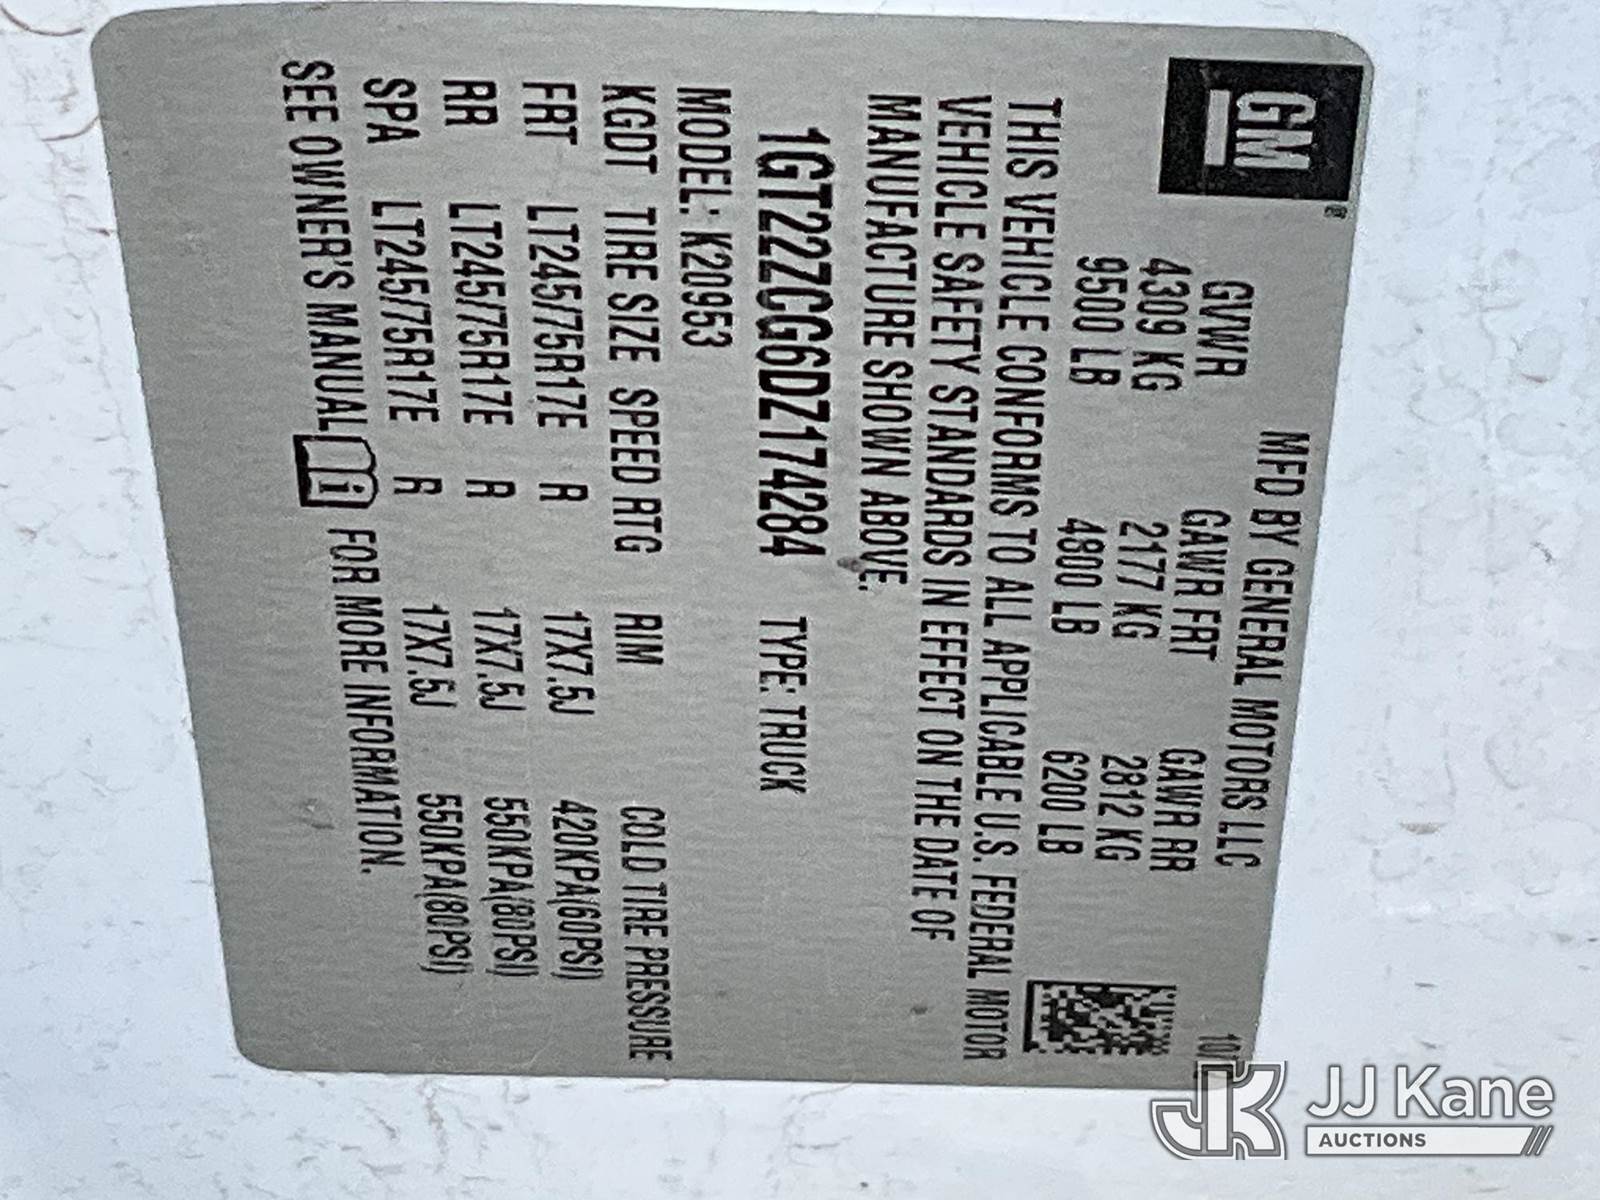 GM
®
MFD BY GENERAL MOTORS LLC
GVWR GAWR FRT GAWR RR
4309 KG 2177 KG 2812 KG
9500 LB 4800 LB 6200 LB
THIS VEHICLE CONFORMS TO ALL APPLICABLE U.S. FEDERAL MOTOR
VEHICLE SAFETY STANDARDS IN EFFECT ON THE DATE OF
MANUFACTURE SHOWN ABOVE.
1GT22ZCG6DZ174284 TYPE: TRUCK
MODEL: K20953
KGDT TIRE SIZE SPEED RTG RIM COLD TIRE PRESSURE
FRT LT245/75R17E R 17X7.5J 420KPA(60PSI)
RR LT245/75R17E R 17X7.5J 550KPA(80PSI)
SPA LT245/75R17E R 17X7.5J 550KPA(80PSI)
SEE OWNER'S MANUAL i FOR MORE INFORMATION.
JK JJ Kane
AUCTIONS